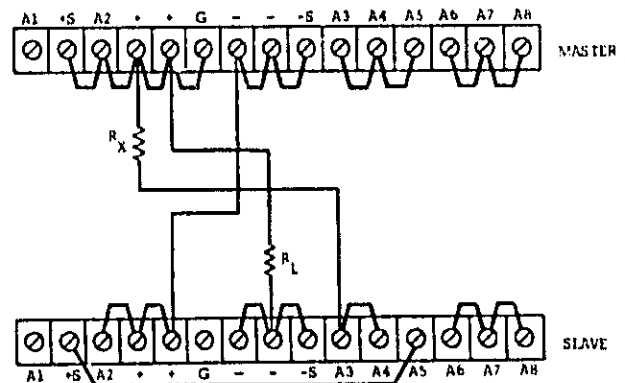 A1 +S A2 + + G - - -S A3 A4 A5 A6 A7 A8
MASTER
RX
RL
SLAVE
A1 +S A2 + + G - - -S A3 A4 A5 A6 A7 A8